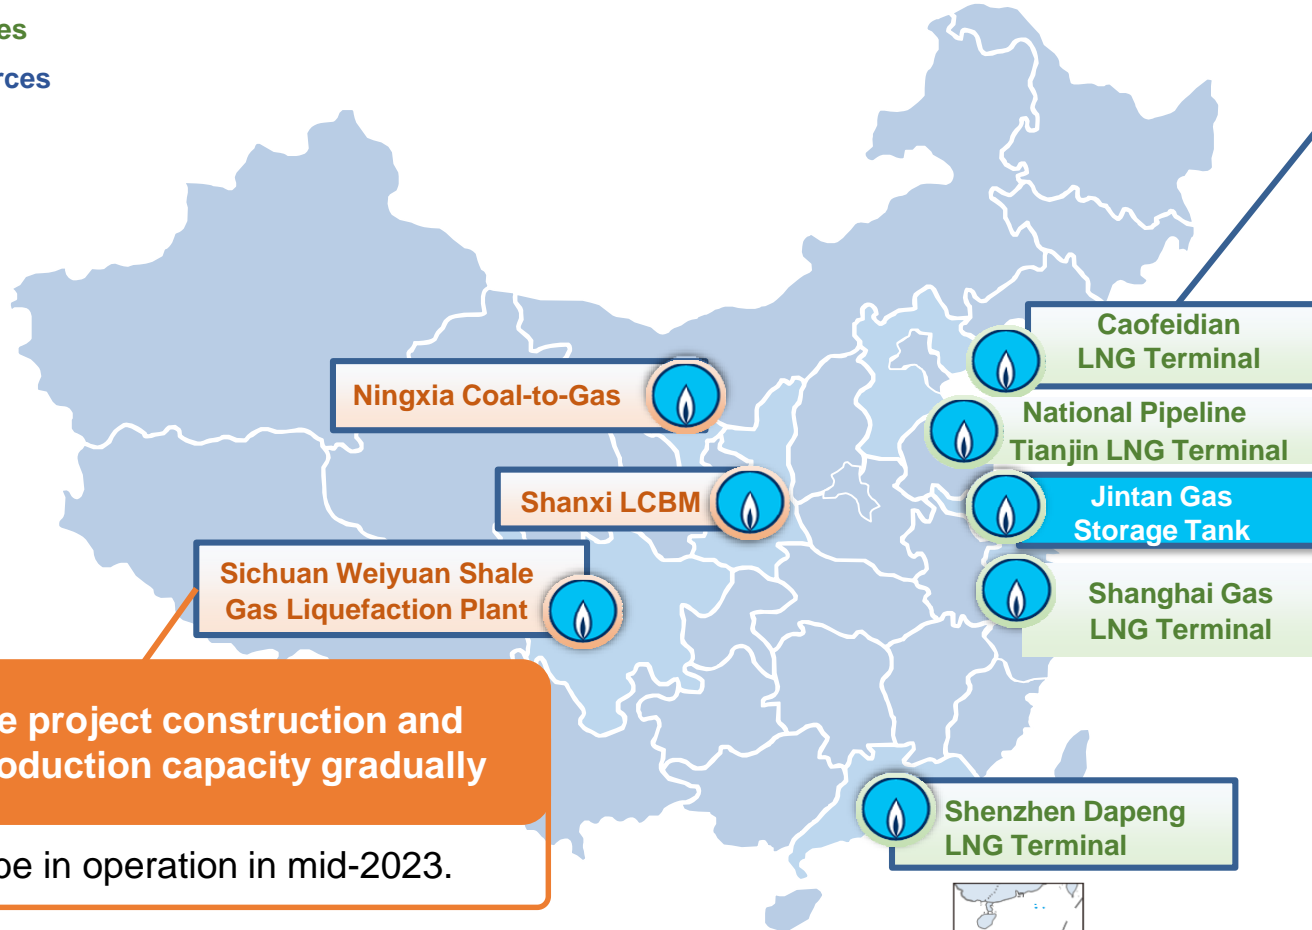 es
rces
Caofeidian
LNG Terminal
Ningxia Coal-to-Gas
National Pipeline
Tianjin LNG Terminal
Shanxi LCBM
Jintan Gas
Storage Tank
Sichuan Weiyuan Shale
Gas Liquefaction Plant
Shanghai Gas
LNG Terminal
e project construction and
oduction capacity gradually
be in operation in mid-2023.
Shenzhen Dapeng
LNG Terminal